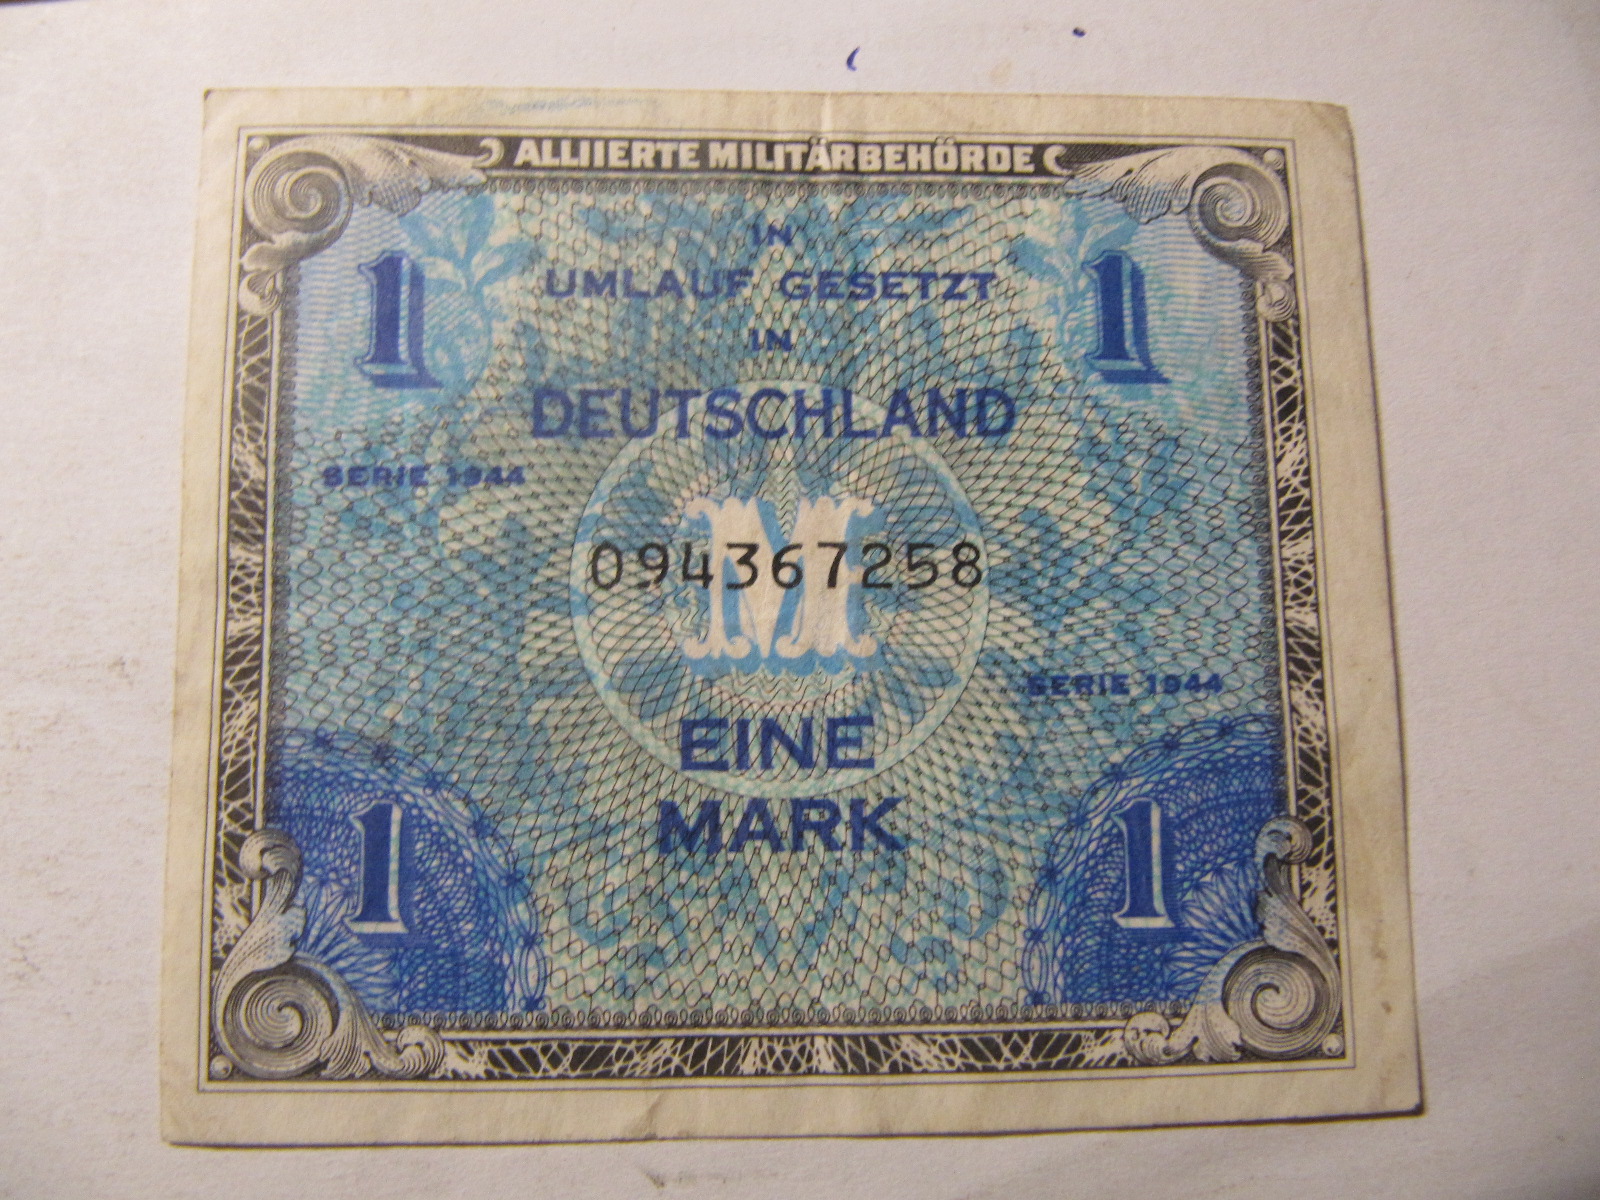 ALLIIERTE MILITÄRBEHÖRDE
1 1
IN
UMLAUF GESETZT
IN
DEUTSCHLAND
SERIE 1944
M
094367258
SERIE 1944
EINE
MARK
1 1